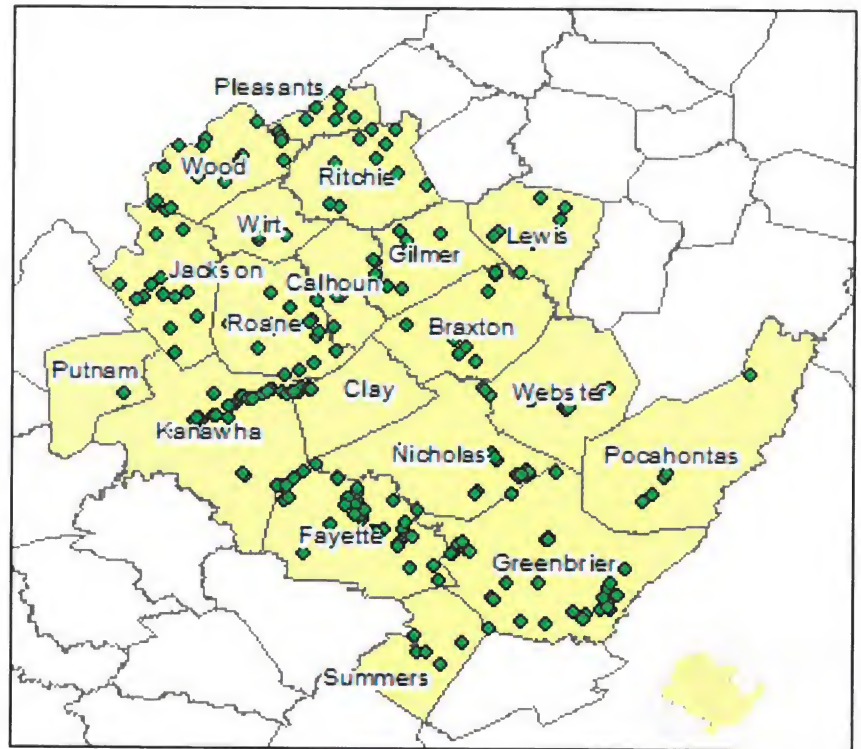 Pleasants
Wood
Ritchie
Wirt
Gilmer
Lewis
Jackson
Calhoun
Roane
Braxton
Putnam
Clay
Webster
Kanawha
Nicholas
Pocahontas
Fayette
Greenbrier
Summers